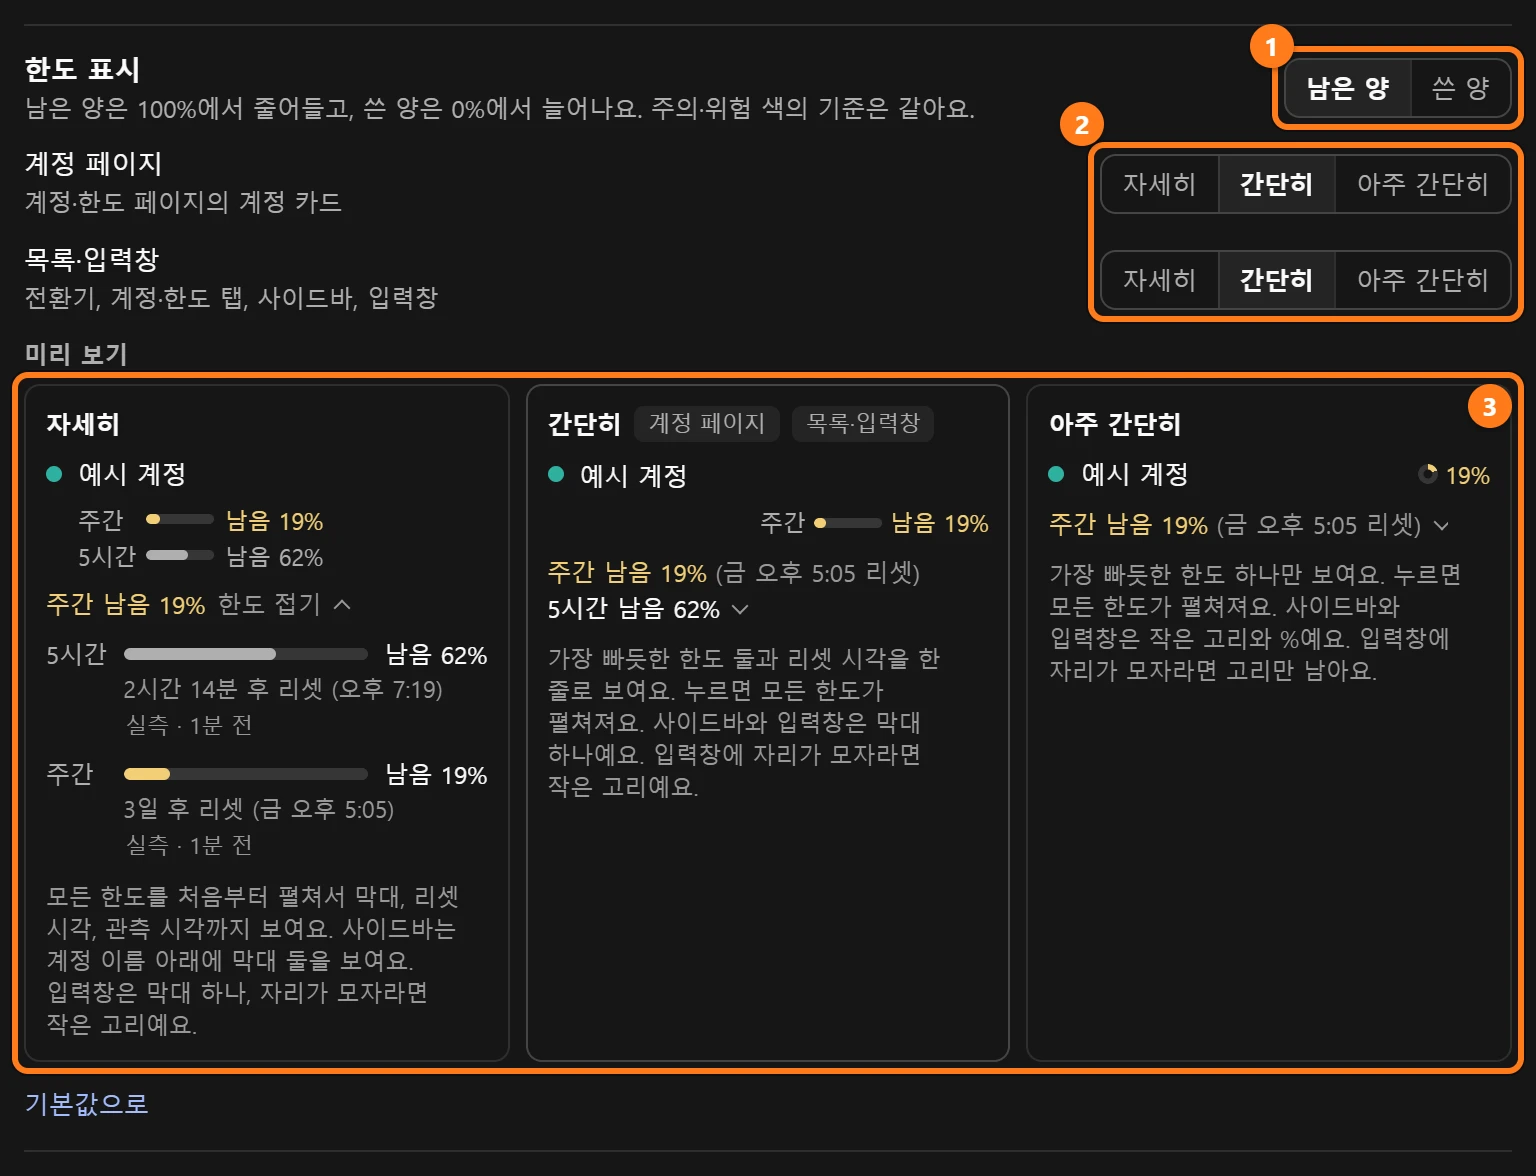 한도 표시
남은 양은 100%에서 줄어들고, 쓴 양은 0%에서 늘어나요. 주의·위험 색의 기준은 같아요.
1
남은 양
쓴 양
2
계정 페이지
계정·한도 페이지의 계정 카드
자세히
간단히
아주 간단히
목록·입력창
전환기, 계정·한도 탭, 사이드바, 입력창
자세히
간단히
아주 간단히
미리 보기
자세히
예시 계정
주간 남음 19%
5시간 남음 62%
주간 남음 19% 한도 접기
5시간 남음 62%
2시간 14분 후 리셋 (오후 7:19)
실측 · 1분 전
주간 남음 19%
3일 후 리셋 (금 오후 5:05)
실측 · 1분 전
모든 한도를 처음부터 펼쳐서 막대, 리셋
시각, 관측 시각까지 보여요. 사이드바는
계정 이름 아래에 막대 둘을 보여요.
입력창은 막대 하나, 자리가 모자라면
작은 고리예요.
간단히 계정 페이지 목록·입력창
예시 계정
주간 남음 19%
주간 남음 19% (금 오후 5:05 리셋)
5시간 남음 62%
가장 빠듯한 한도 둘과 리셋 시각을 한
줄로 보여요. 누르면 모든 한도가
펼쳐져요. 사이드바와 입력창은 막대
하나예요. 입력창에 자리가 모자라면
작은 고리예요.
3
아주 간단히
예시 계정 19%
주간 남음 19% (금 오후 5:05 리셋)
가장 빠듯한 한도 하나만 보여요. 누르면
모든 한도가 펼쳐져요. 사이드바와
입력창은 작은 고리와 %예요. 입력창에
자리가 모자라면 고리만 남아요.
기본값으로